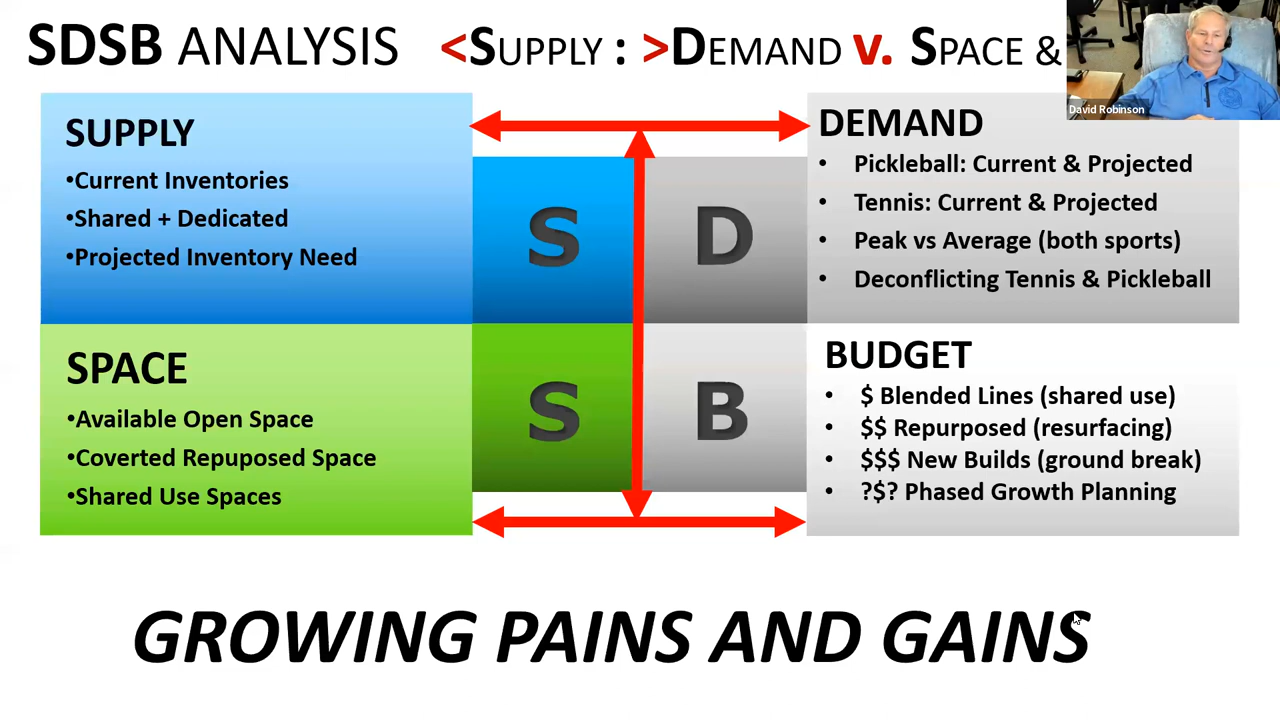 SDSB ANALYSIS <SUPPLY : >DEMAND v. SPACE &
David Robinson
SUPPLY
•Current Inventories
•Shared + Dedicated
•Projected Inventory Need
S
D
DEMAND
• Pickleball: Current & Projected
• Tennis: Current & Projected
• Peak vs Average (both sports)
• Deconflicting Tennis & Pickleball
SPACE
•Available Open Space
•Coverted Repuposed Space
•Shared Use Spaces
S
B
BUDGET
• $ Blended Lines (shared use)
• $$ Repurposed (resurfacing)
• $$$ New Builds (ground break)
• ?$? Phased Growth Planning
GROWING PAINS AND GAINS